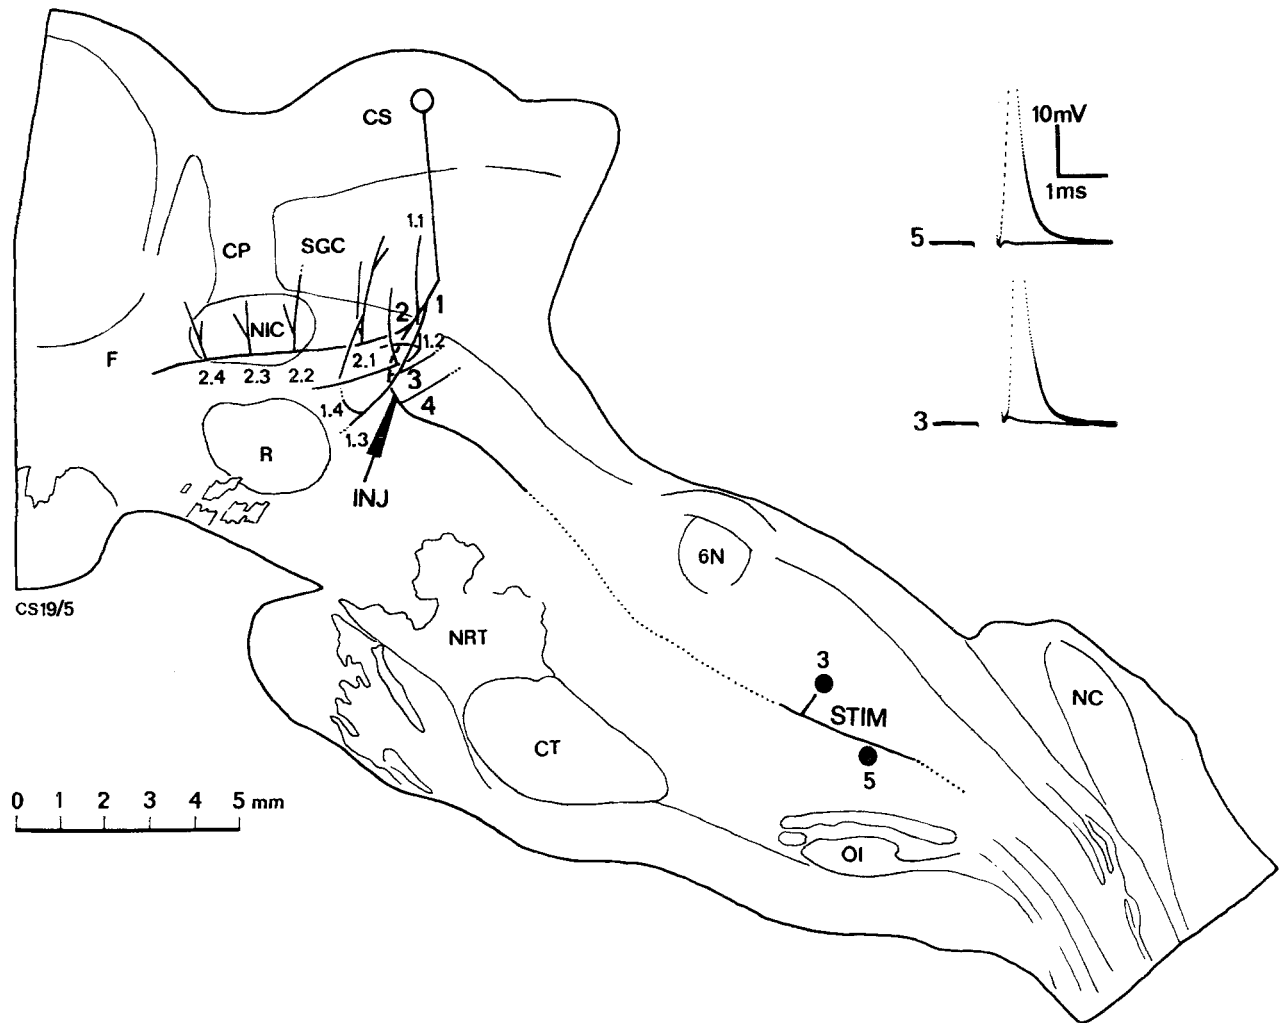 CS
10mV
1ms
5
1.1
CP
SGC
2
1
NIC
1.2
F
2.1
2.4
2.3
2.2
3
3
1.4
4
1.3
R
INJ
6N
CS19/5
NRT
3
NC
STIM
CT
5
0 1 2 3 4 5 mm
OI